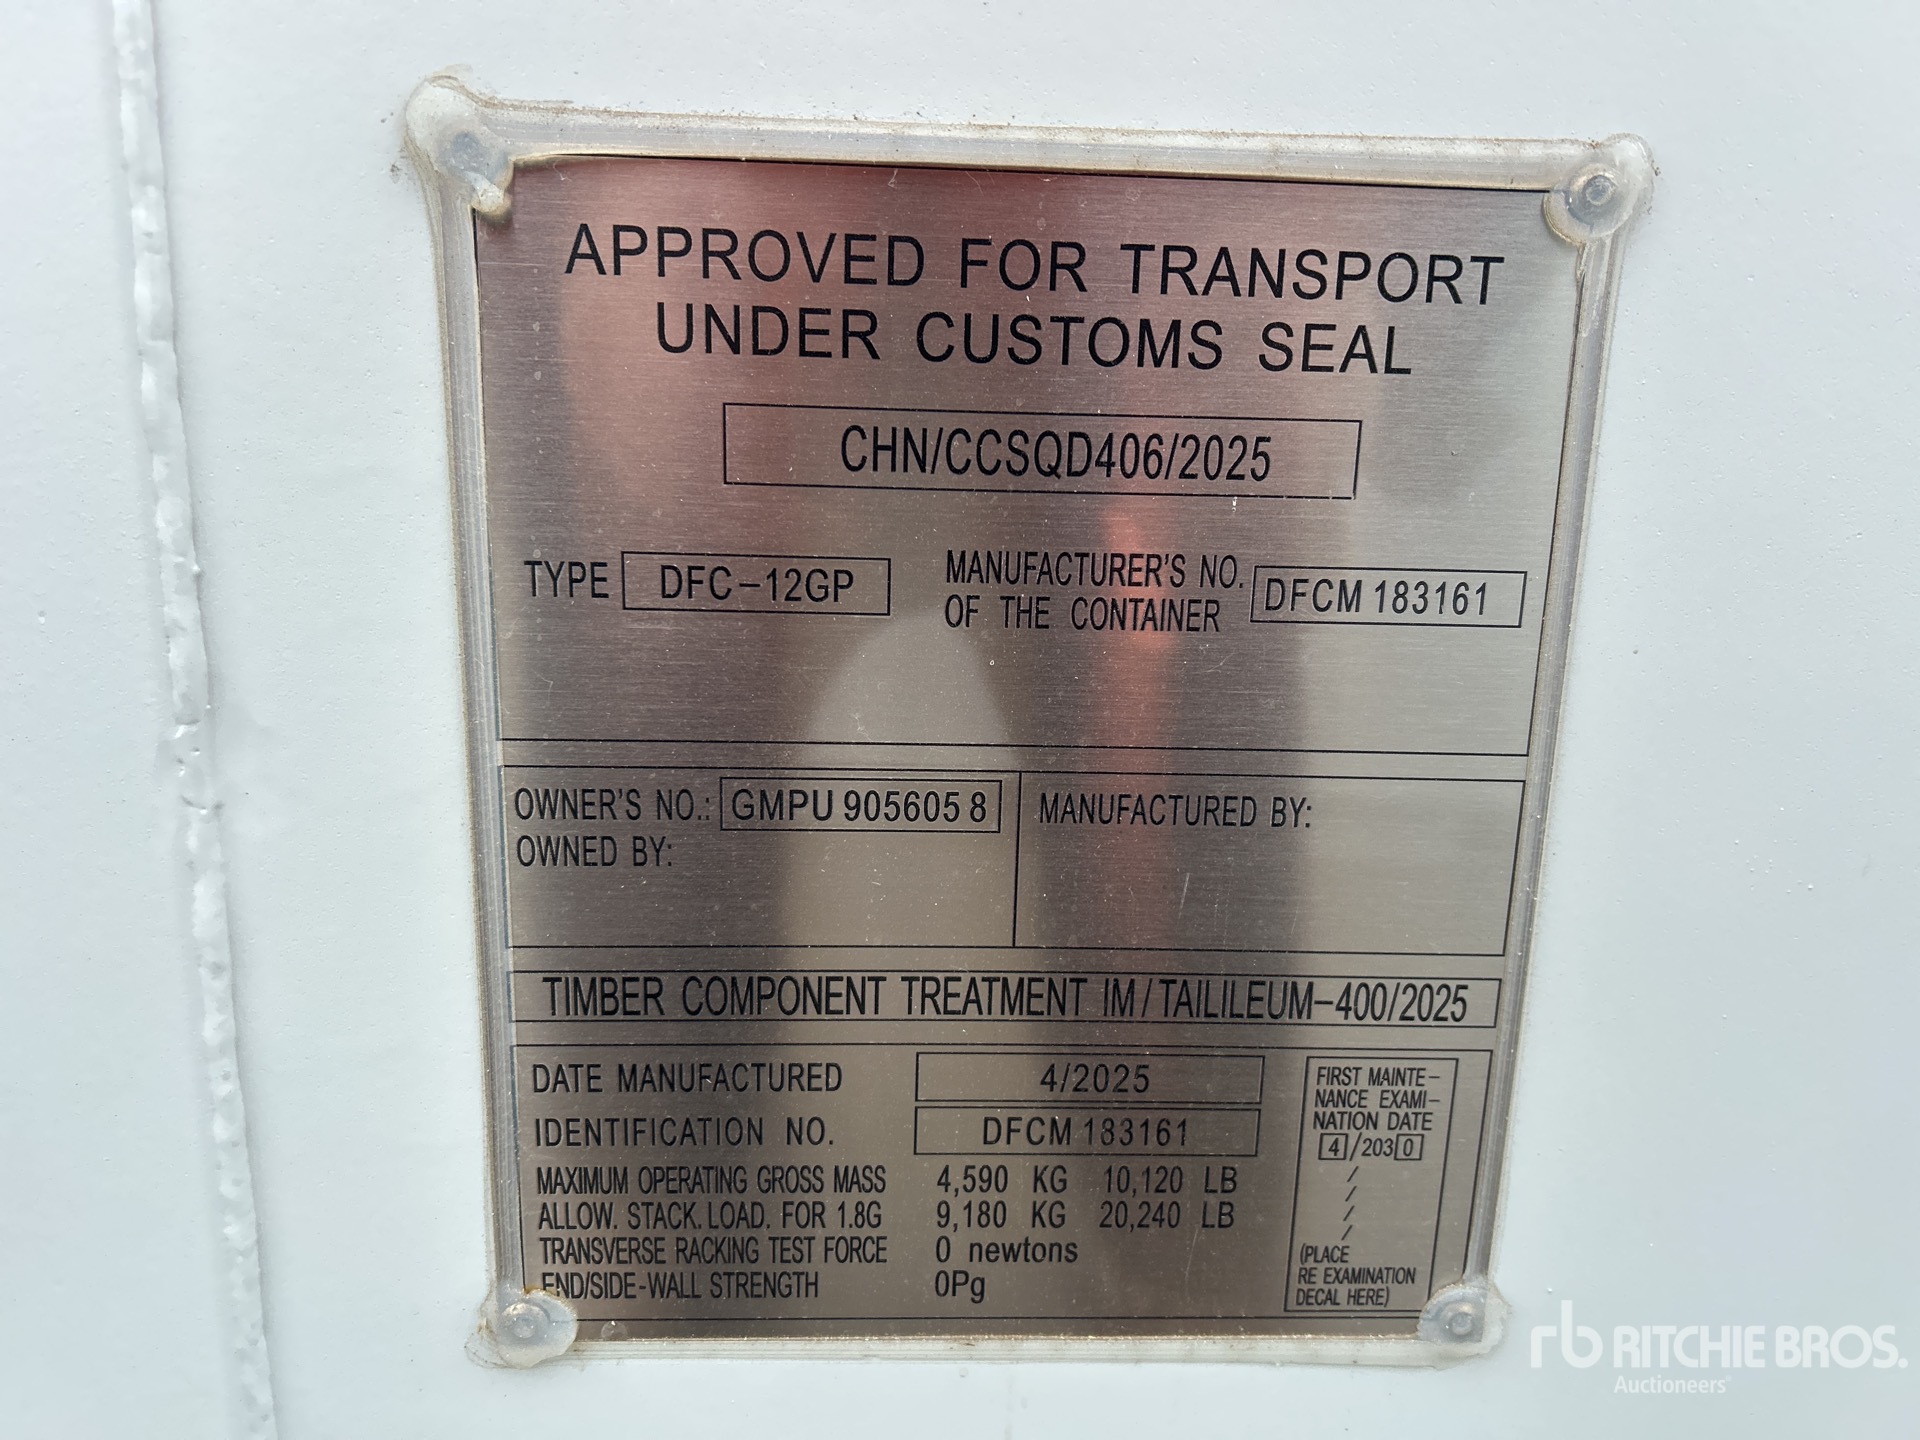 APPROVED FOR TRANSPORT
UNDER CUSTOMS SEAL
CHN/CCSQD406/2025
TYPE DFC-12GP
MANUFACTURER'S NO.
OF THE CONTAINER
DFCM 183161
OWNER'S NO.: GMPU 905605 8
OWNED BY:
MANUFACTURED BY:
TIMBER COMPONENT TREATMENT IM/TAILILEUM-400/2025
DATE MANUFACTURED 4/2025
IDENTIFICATION NO. DFCM 183161
MAXIMUM OPERATING GROSS MASS 4,590 KG 10,120 LB
ALLOW. STACK. LOAD. FOR 1.8G 9,180 KG 20,240 LB
TRANSVERSE RACKING TEST FORCE 0 newtons
END/SIDE-WALL STRENGTH 0Pg
FIRST MAINTE-
NANCE EXAMI-
NATION DATE
4/2030
/
/
/
/
(PLACE
RE EXAMINATION
DECAL HERE)
rb RITCHIE BROS.
Auctioneers